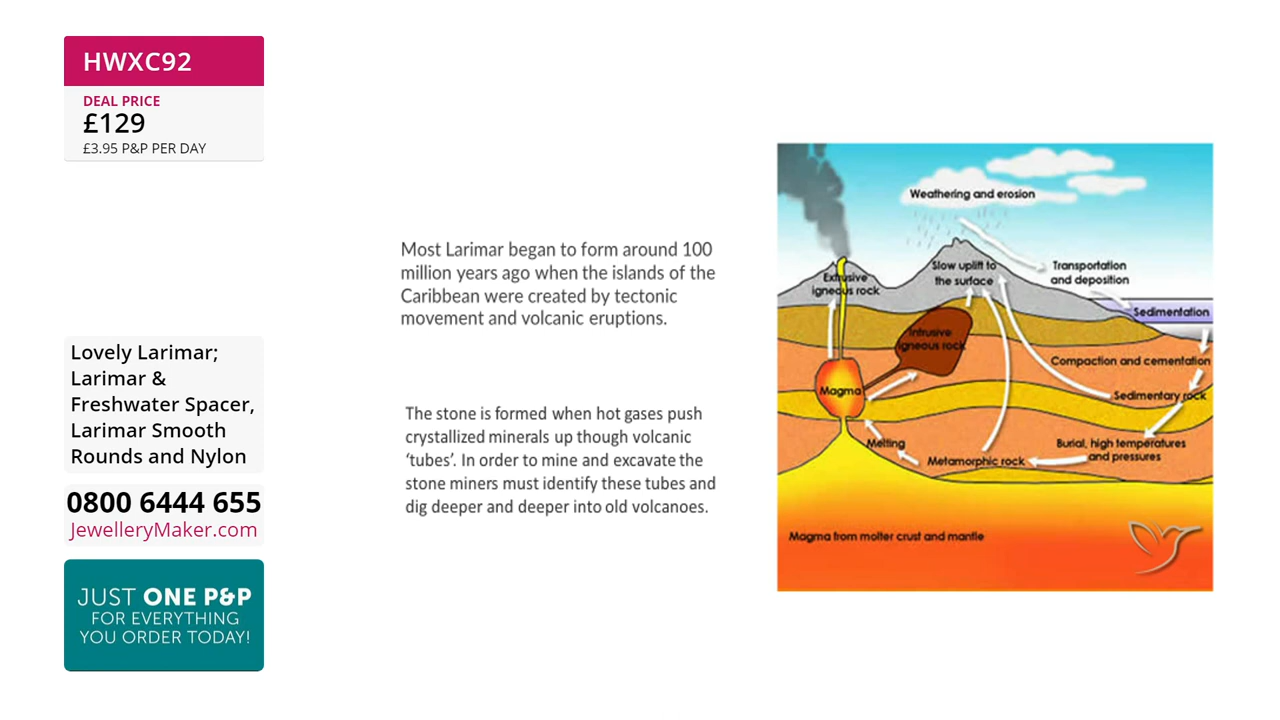 HWXC92
DEAL PRICE
£129
£3.95 P&P PER DAY
Lovely Larimar;
Larimar &
Freshwater Spacer,
Larimar Smooth
Rounds and Nylon
0800 6444 655
JewelleryMaker.com
JUST ONE P&P
FOR EVERYTHING
YOU ORDER TODAY!
Most Larimar began to form around 100
million years ago when the islands of the
Caribbean were created by tectonic
movement and volcanic eruptions.
The stone is formed when hot gases push
crystallized minerals up though volcanic
‘tubes’. In order to mine and excavate the
stone miners must identify these tubes and
dig deeper and deeper into old volcanoes.
Weathering and erosion
Extrusive
igneous rock
Slow uplift to
the surface
Transportation
and deposition
Sedimentation
Intrusive
igneous rock
Compaction and cementation
Magma
Sedimentary rock
Melting
Burial, high temperatures
and pressures
Metamorphic rock
Magma from molter crust and mantle